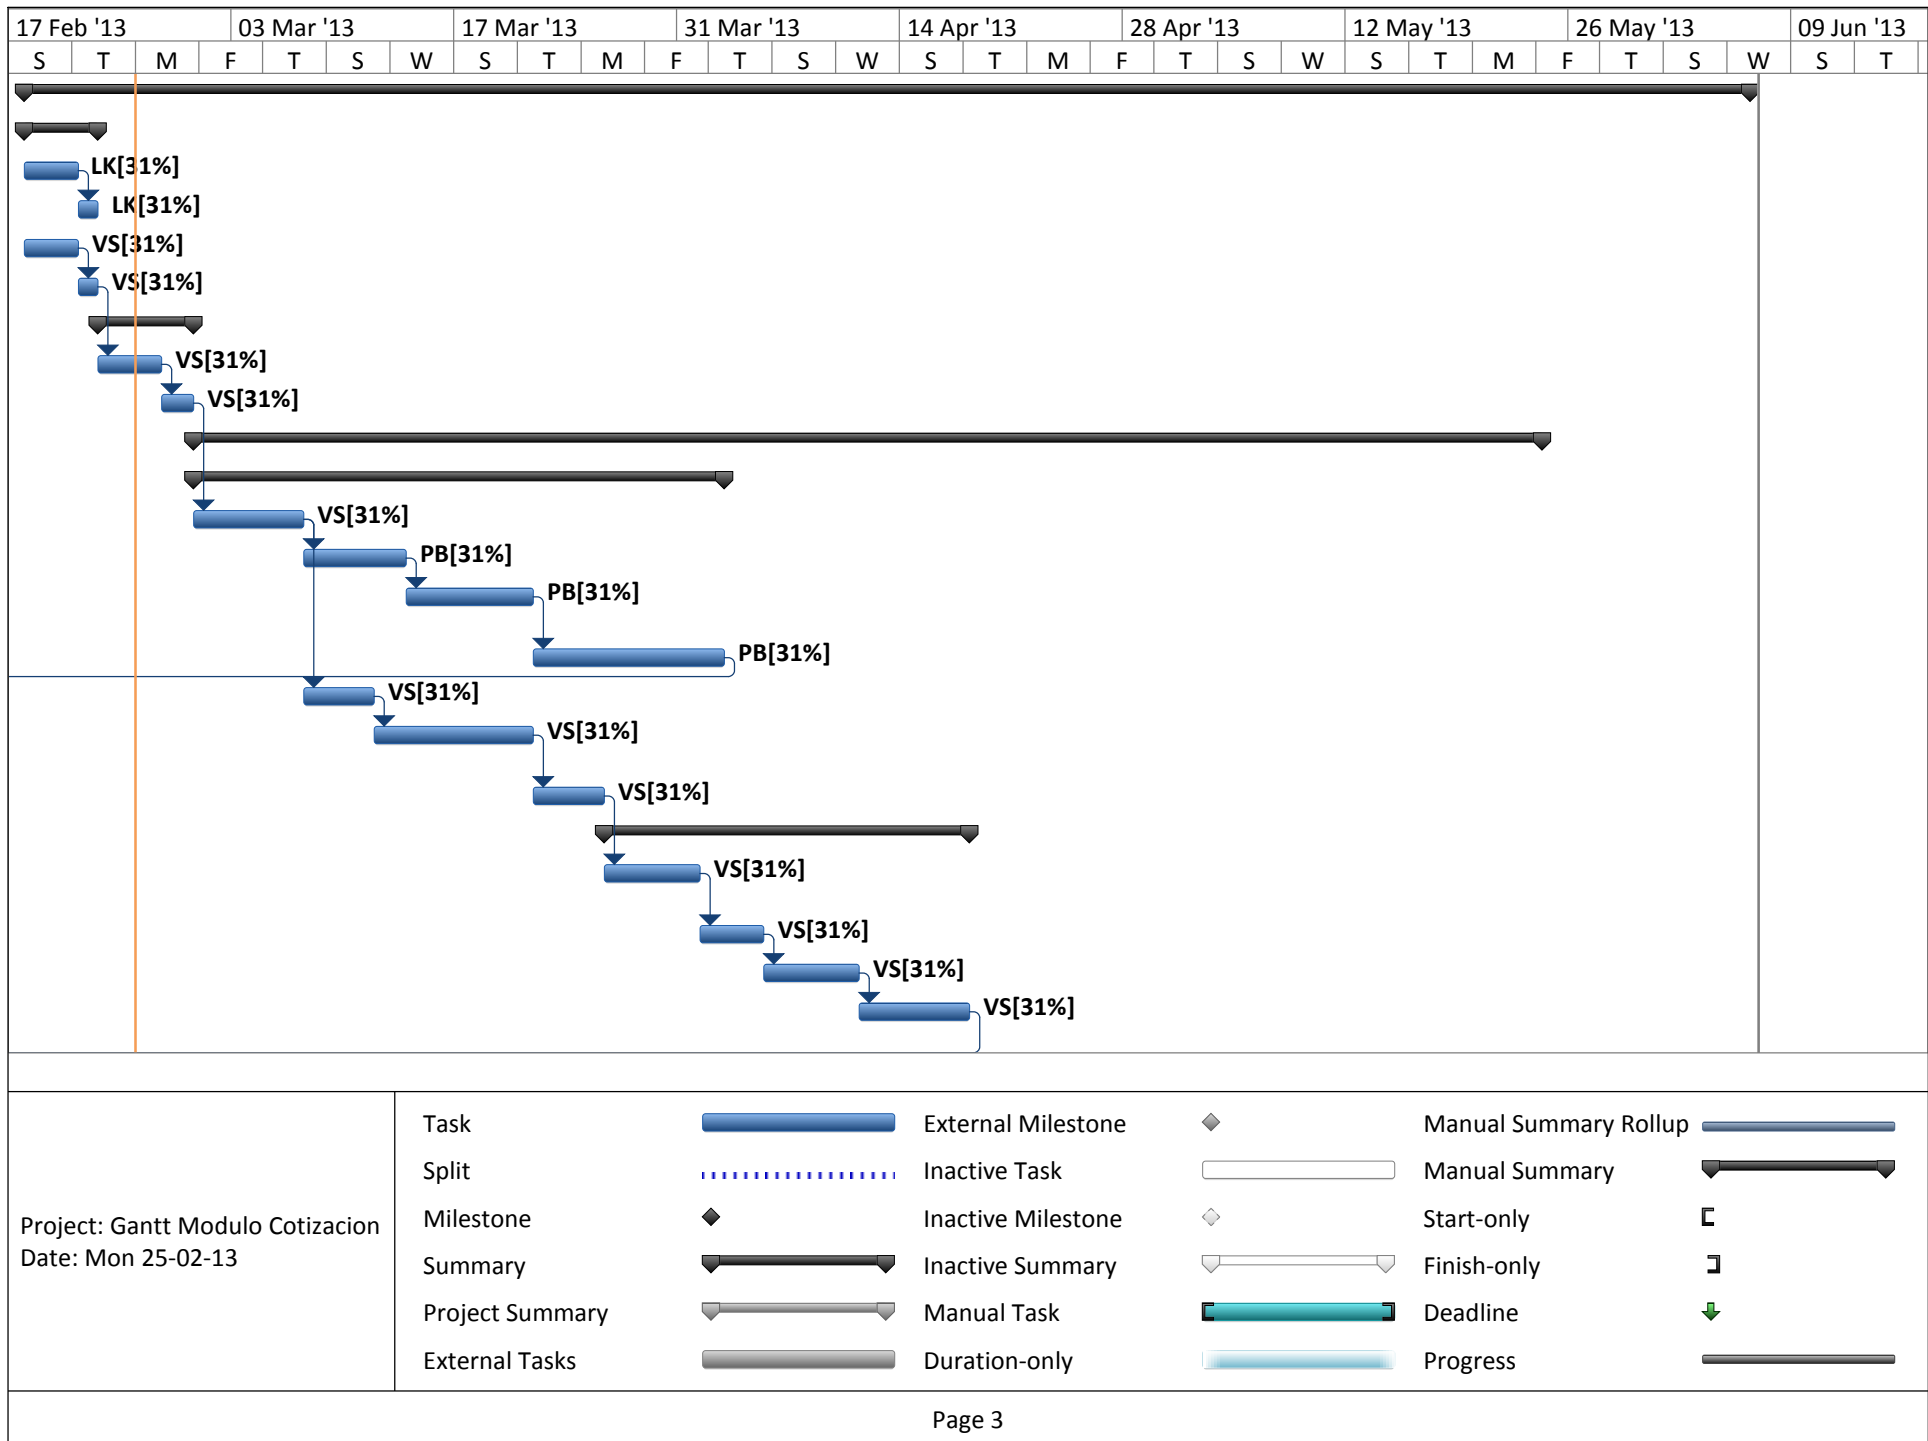 17 Feb '13 03 Mar '13 17 Mar '13 31 Mar '13 14 Apr '13 28 Apr '13 12 May '13 26 May '13 09 Jun '13
S T M F T S W S T M F T S W S T M F T S W S T M F T S W S T
LK[31%]
LK[31%]
VS[31%]
VS[31%]
VS[31%]
VS[31%]
VS[31%]
PB[31%]
PB[31%]
PB[31%]
VS[31%]
VS[31%]
VS[31%]
VS[31%]
VS[31%]
VS[31%]
VS[31%]
Project: Gantt Modulo Cotizacion
Date: Mon 25-02-13
Task
Split
Milestone
Summary
Project Summary
External Tasks
External Milestone
Inactive Task
Inactive Milestone
Inactive Summary
Manual Task
Duration-only
Manual Summary Rollup
Manual Summary
Start-only
Finish-only
Deadline
Progress
Page 3